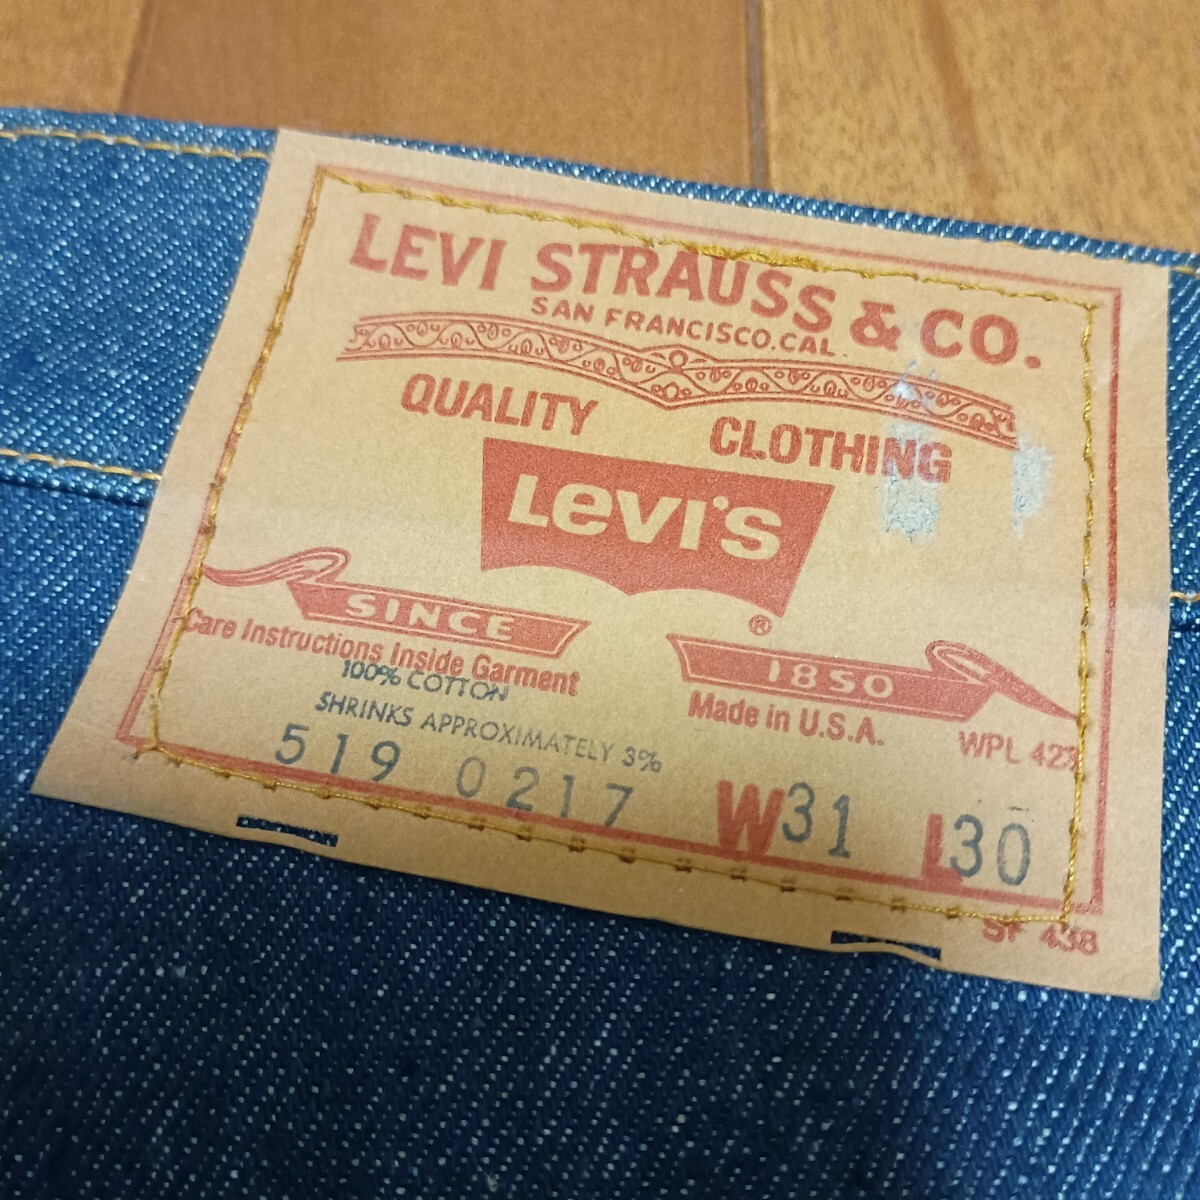 LEVI STRAUSS & CO.
SAN FRANCISCO.CAL.
QUALITY CLOTHING
LEVI'S
®
SINCE 1850
Care Instructions Inside Garment
Made in U.S.A.
WPL 423
100% COTTON
SHRINKS APPROXIMATELY 3%
519 0217 W31 L30
SF 438